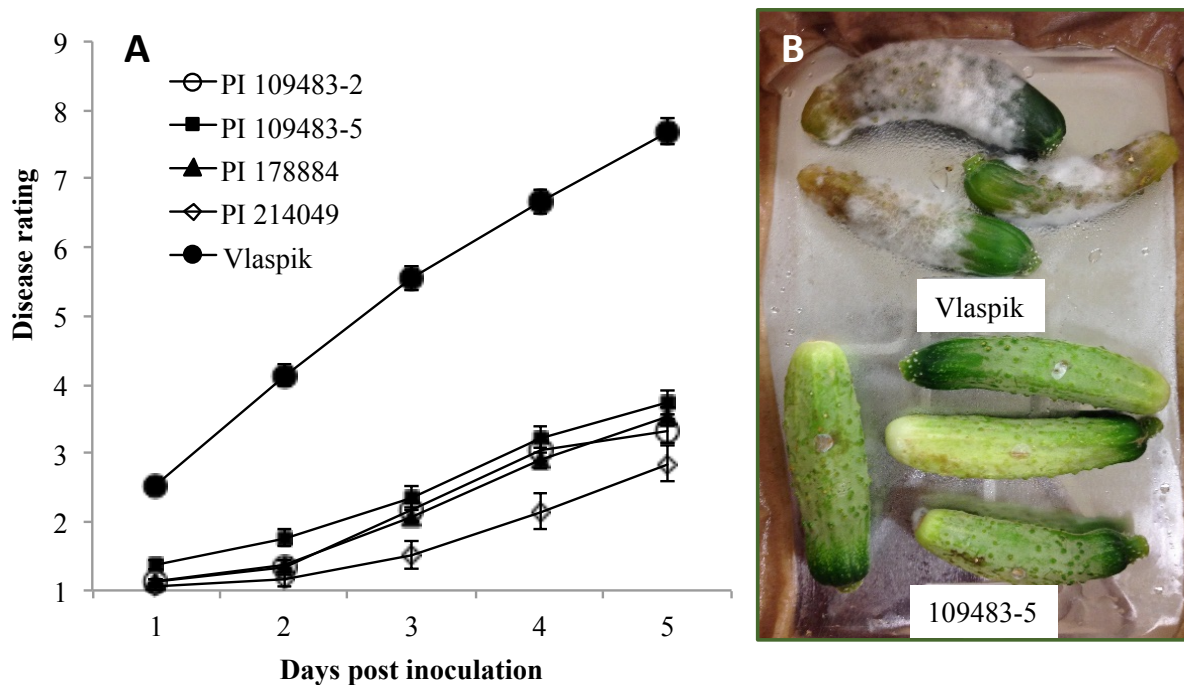 A
9
8
7
6
5
4
3
2
1
Disease rating
PI 109483-2
PI 109483-5
PI 178884
PI 214049
Vlaspik
1 2 3 4 5
Days post inoculation
B
Vlaspik
109483-5